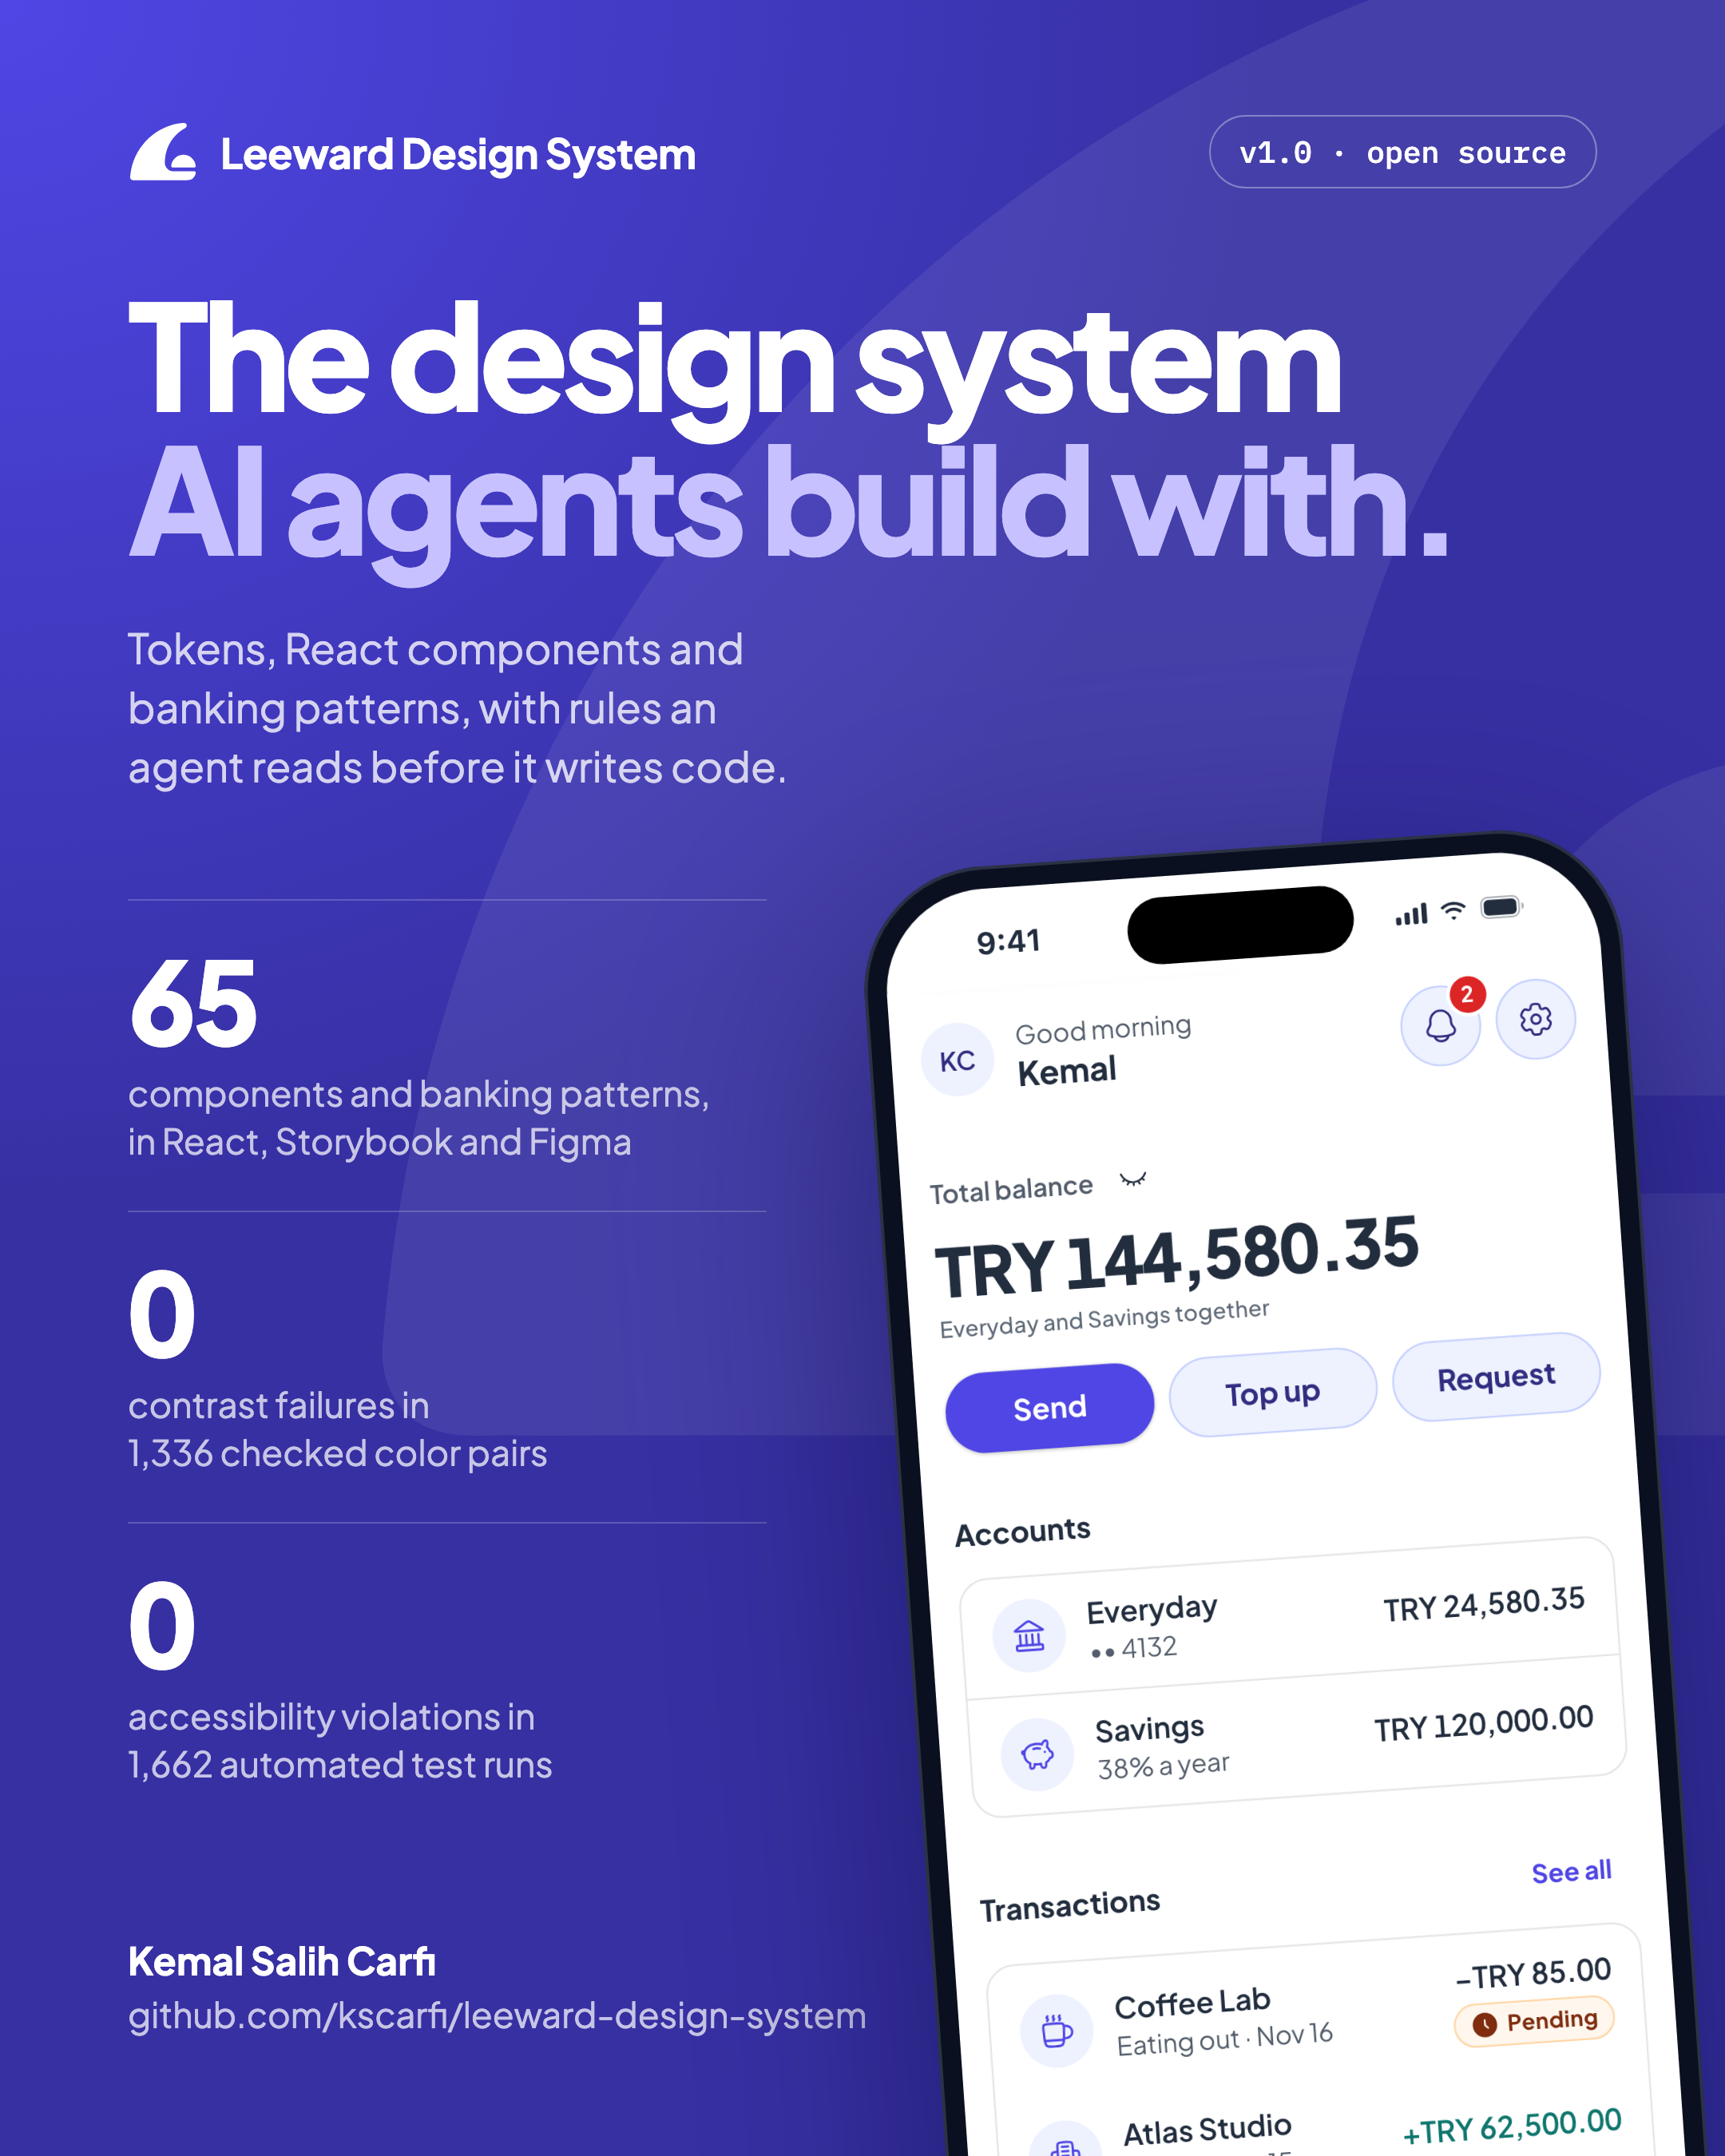 Leeward Design System
v1.0 · open source
The design system
AI agents build with.
Tokens, React components and
banking patterns, with rules an
agent reads before it writes code.
65
components and banking patterns,
in React, Storybook and Figma
0
contrast failures in
1,336 checked color pairs
0
accessibility violations in
1,662 automated test runs
Kemal Salih Carfi
github.com/kscarfi/leeward-design-system
9:41
KC
Good morning
Kemal
2
Total balance
TRY 144,580.35
Everyday and Savings together
Send
Top up
Request
Accounts
Everyday
TRY 24,580.35
•• 4132
Savings
TRY 120,000.00
38% a year
Transactions
See all
Coffee Lab
−TRY 85.00
Eating out · Nov 16
Pending
Atlas Studio
+TRY 62,500.00